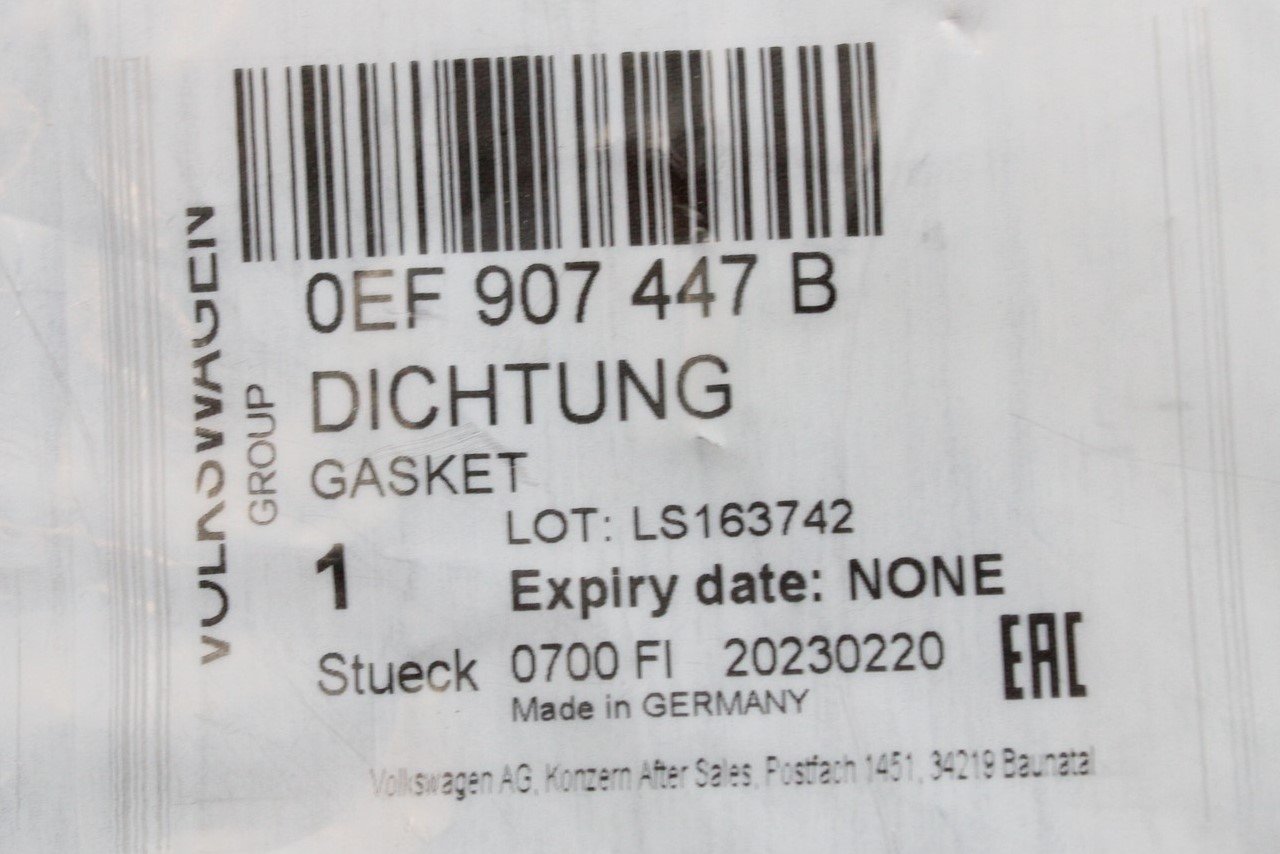 VOLKSWAGEN
GROUP
0EF 907 447 B
DICHTUNG
GASKET
LOT: LS163742
1 Expiry date: NONE
Stueck 0700 FI 20230220
EAC
Made in GERMANY
Volkswagen AG, Konzern After Sales, Postfach 1451, 34219 Baunatal